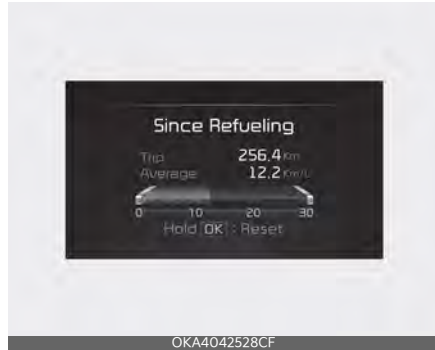 Since Refueling
Trip 256.4 Km
Average 12.2 Km/L
0 10 20 30
Hold [OK] : Reset
OKA4042528CF